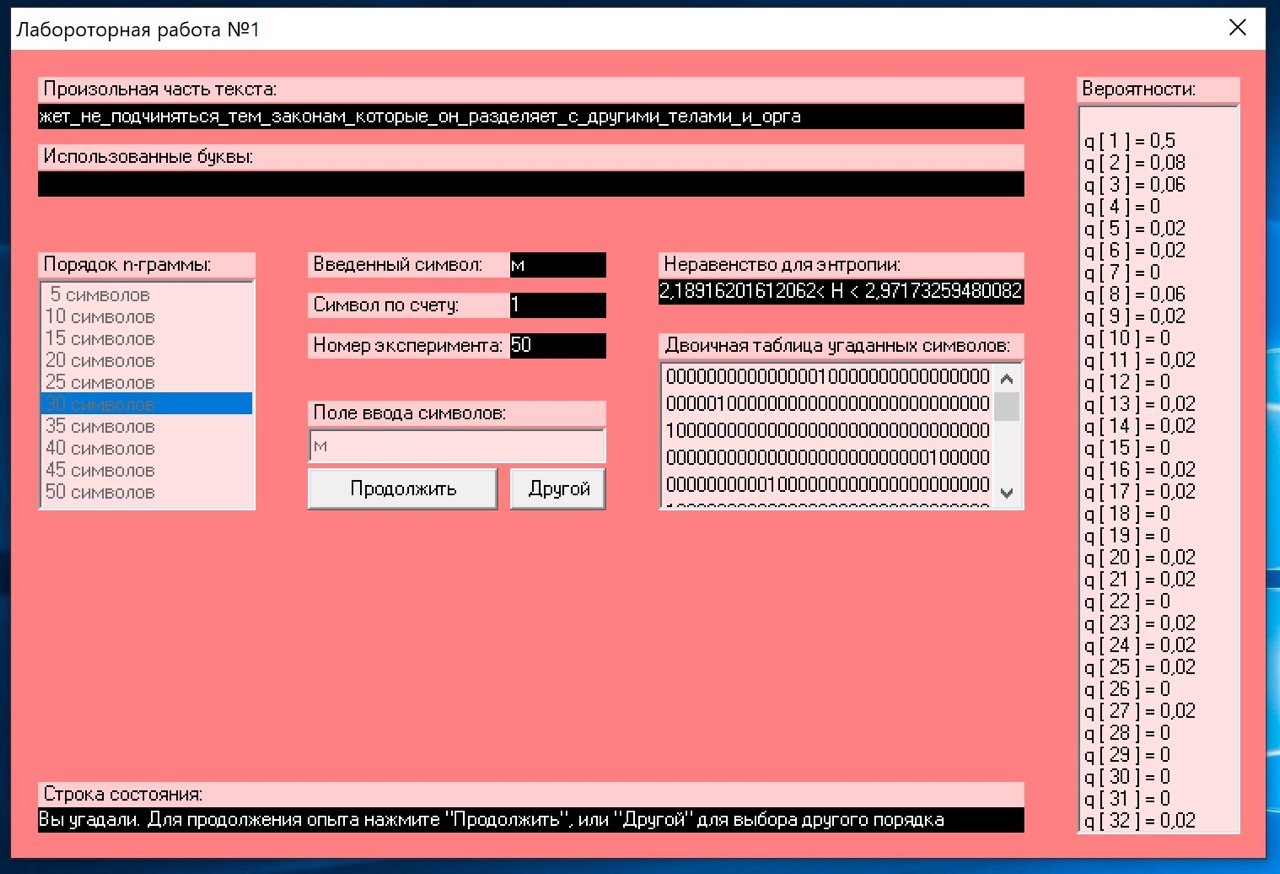 Лабороторная работа №1
Произольная часть текста:
жет_не_подчиняться_тем_законам_которые_он_разделяет_с_другими_телами_и_орга
Использованные буквы:
Порядок n-граммы:
5 символов
10 символов
15 символов
20 символов
25 символов
30 символов
35 символов
40 символов
45 символов
50 символов
Введенный символ: м
Символ по счету: 1
Номер эксперимента: 50
Поле ввода символов:
м
Продолжить
Другой
Неравенство для энтропии:
2,18916201612062< H < 2,97173259480082
Двоичная таблица угаданных символов:
00000000000000010000000000000000
00000100000000000000000000000000
10000000000000000000000000000000
00000000000000000000000000100000
00000000001000000000000000000000
Вероятности:
q [ 1 ] = 0,5
q [ 2 ] = 0,08
q [ 3 ] = 0,06
q [ 4 ] = 0
q [ 5 ] = 0,02
q [ 6 ] = 0,02
q [ 7 ] = 0
q [ 8 ] = 0,06
q [ 9 ] = 0,02
q [ 10 ] = 0
q [ 11 ] = 0,02
q [ 12 ] = 0
q [ 13 ] = 0,02
q [ 14 ] = 0,02
q [ 15 ] = 0
q [ 16 ] = 0,02
q [ 17 ] = 0,02
q [ 18 ] = 0
q [ 19 ] = 0
q [ 20 ] = 0,02
q [ 21 ] = 0,02
q [ 22 ] = 0
q [ 23 ] = 0,02
q [ 24 ] = 0,02
q [ 25 ] = 0,02
q [ 26 ] = 0
q [ 27 ] = 0,02
q [ 28 ] = 0
q [ 29 ] = 0
q [ 30 ] = 0
q [ 31 ] = 0
q [ 32 ] = 0,02
Строка состояния:
Вы угадали. Для продолжения опыта нажмите "Продолжить", или "Другой" для выбора другого порядка